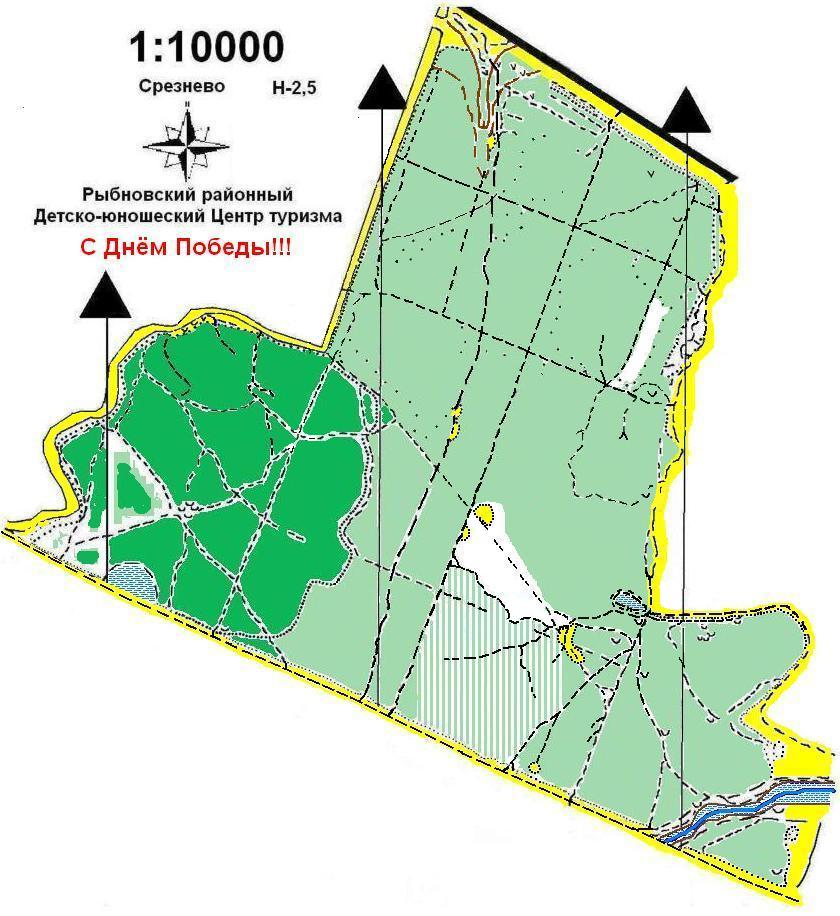 1:10000
Срезнево Н-2,5
Рыбновский районный
Детско-юношеский Центр туризма
С Днём Победы!!!